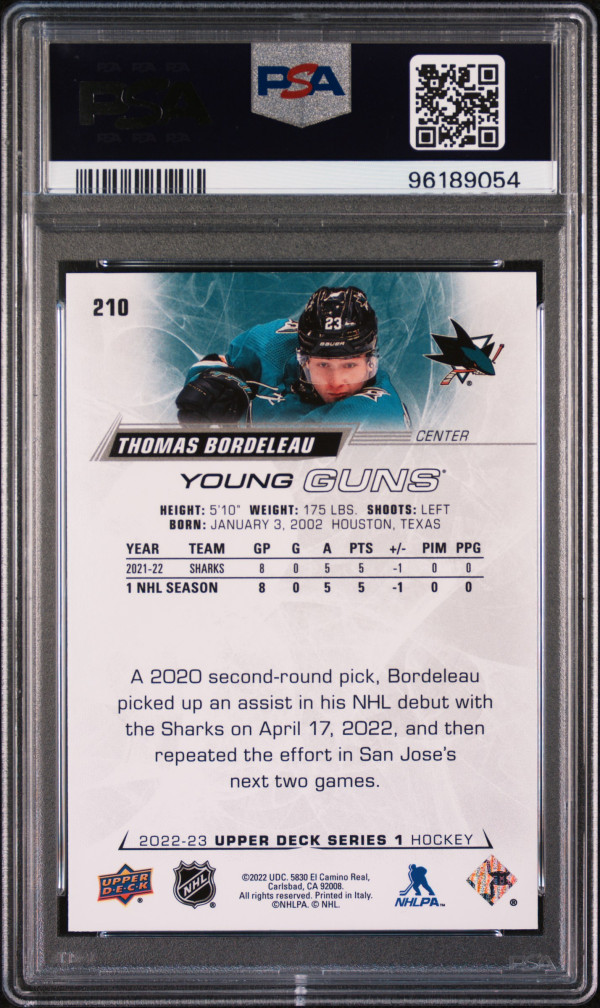 PSA
PSA
96189054
210
23
BAUER
THOMAS BORDELEAU
CENTER
YOUNG GUNS®
HEIGHT: 5'10" WEIGHT: 175 LBS. SHOOTS: LEFT
BORN: JANUARY 3, 2002 HOUSTON, TEXAS
YEAR TEAM GP G A PTS +/- PIM PPG
2021-22 SHARKS 8 0 5 5 -1 0 0
1 NHL SEASON 8 0 5 5 -1 0 0
A 2020 second-round pick, Bordeleau
picked up an assist in his NHL debut with
the Sharks on April 17, 2022, and then
repeated the effort in San Jose's
next two games.
2022-23 UPPER DECK SERIES 1 HOCKEY
UPPER
D·E·C·K
NHL
©2022 UDC. 5830 El Camino Real,
Carlsbad, CA 92008.
All rights reserved. Printed in Italy.
©NHLPA. © NHL.
NHLPA
®
PSA